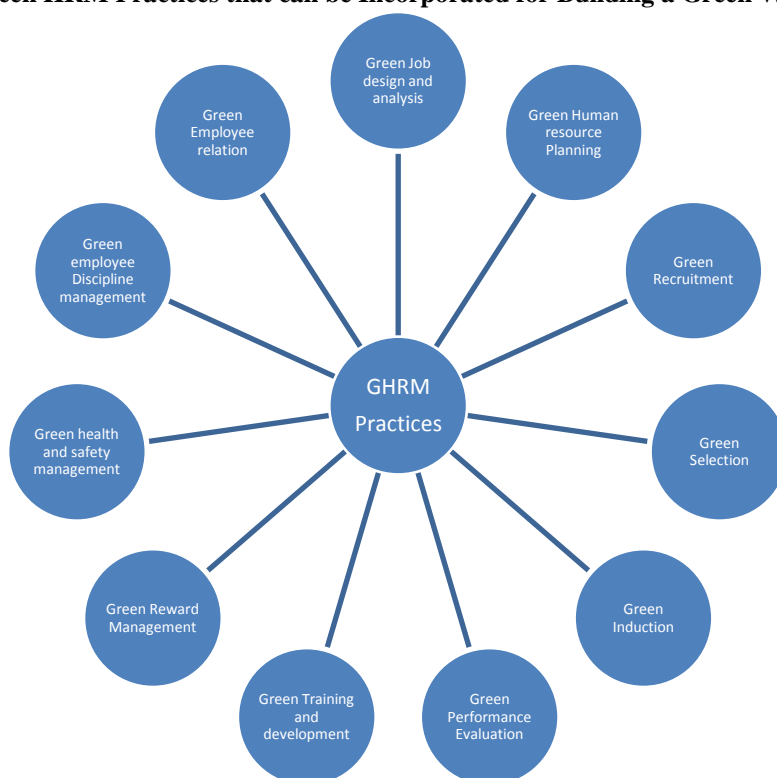 een HRM Practices that can be Incorporated for Building a Green
Green Job
design and
analysis
Green Human
resource
Planning
Green
Recruitment
Green
Selection
Green
Induction
Green
Performance
Evaluation
Green Training
and
development
Green Reward
Management
Green health
and safety
management
Green
employee
Discipline
management
Green
Employee
relation
GHRM
Practices